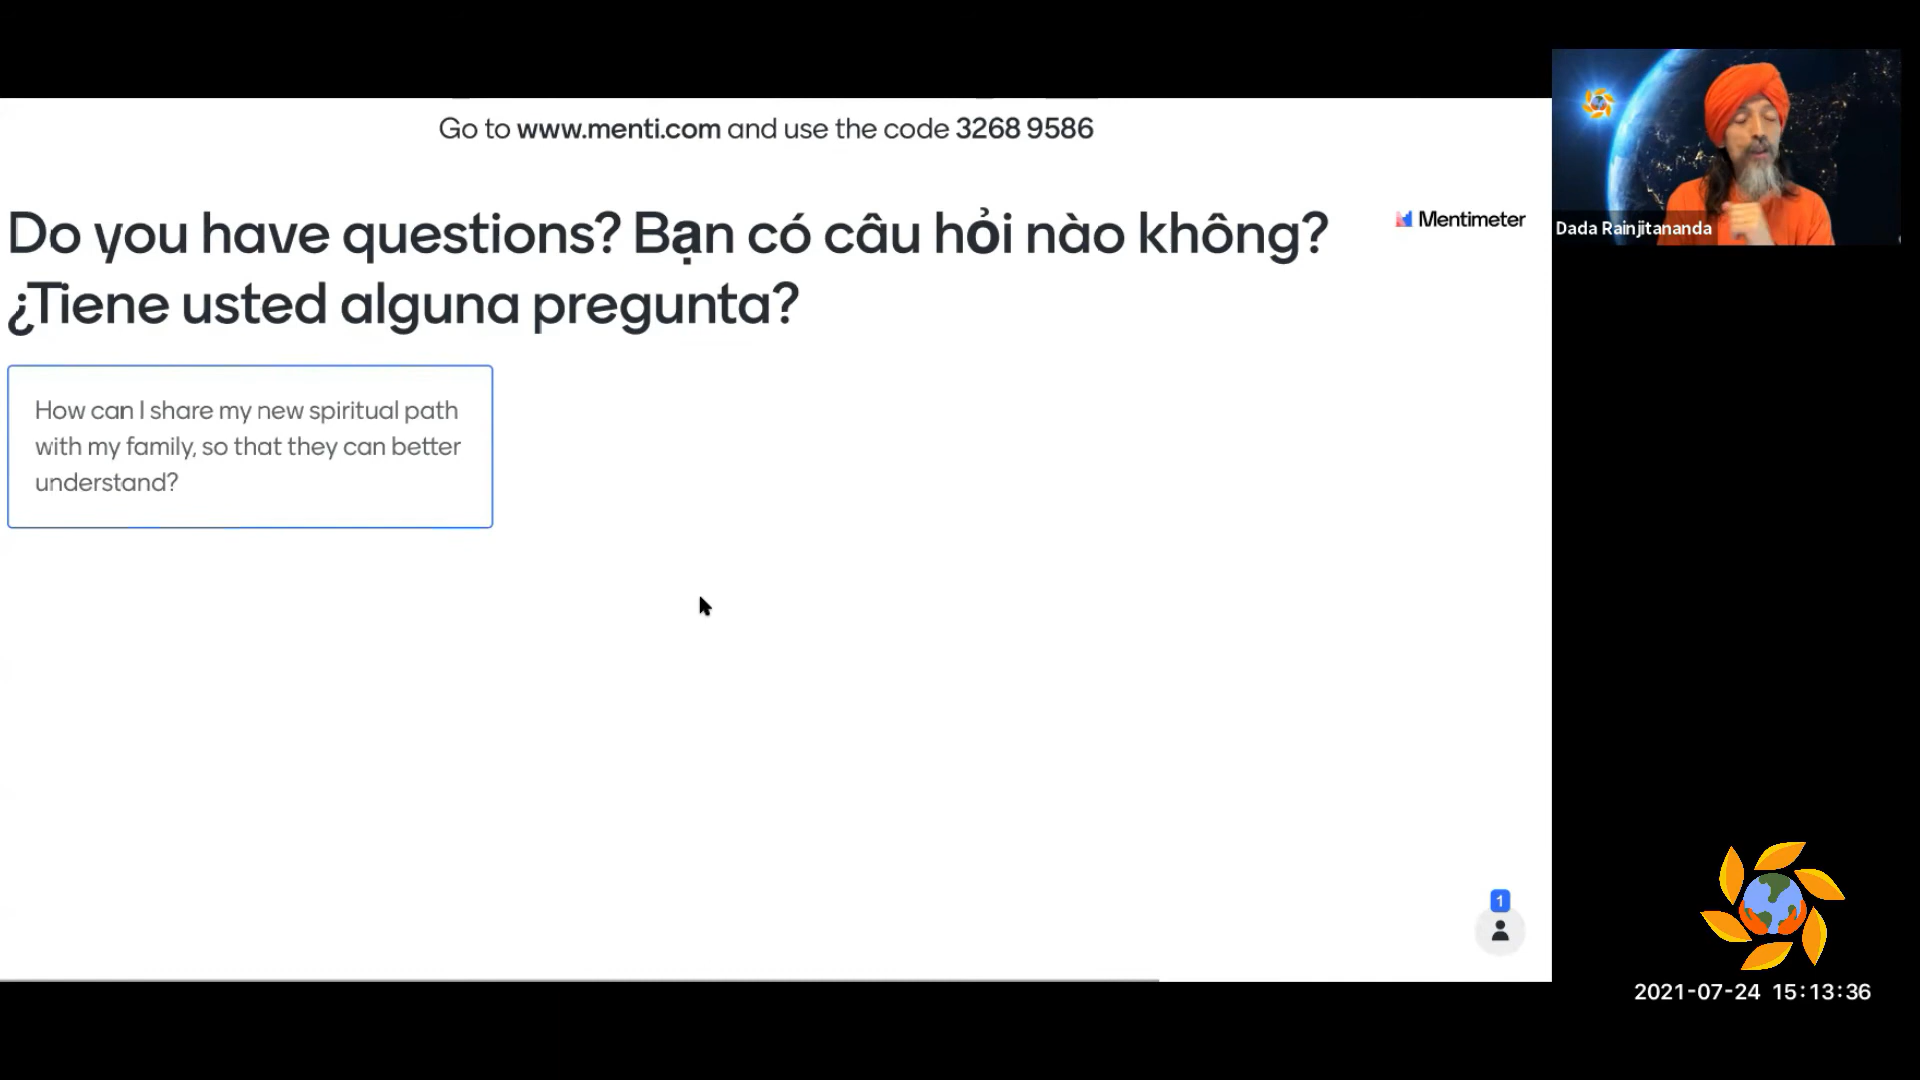 Go to www.menti.com and use the code 3268 9586
Do you have questions? Bạn có câu hỏi nào không?
¿Tiene usted alguna pregunta?
Mentimeter
Dada Rainjitananda
How can I share my new spiritual path
with my family, so that they can better
understand?
1
2021-07-24 15:13:36